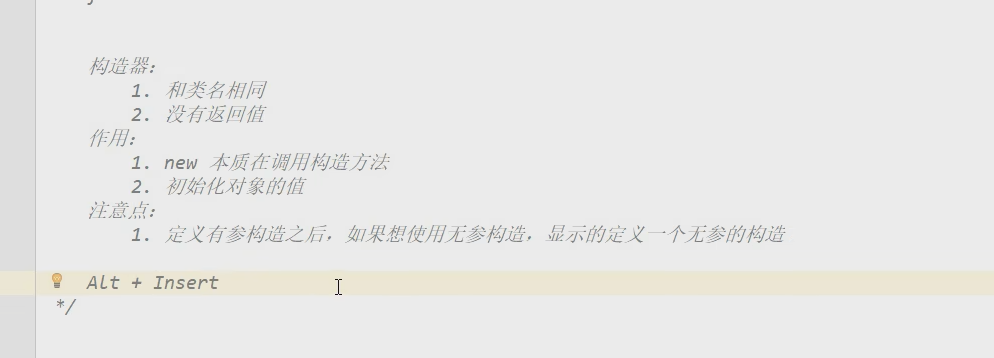 构造器:
1. 和类名相同
2. 没有返回值
作用:
1. new 本质在调用构造方法
2. 初始化对象的值
注意点:
1. 定义有参构造之后，如果想使用无参构造，显示的定义一个无参的构造
Alt + Insert
*/